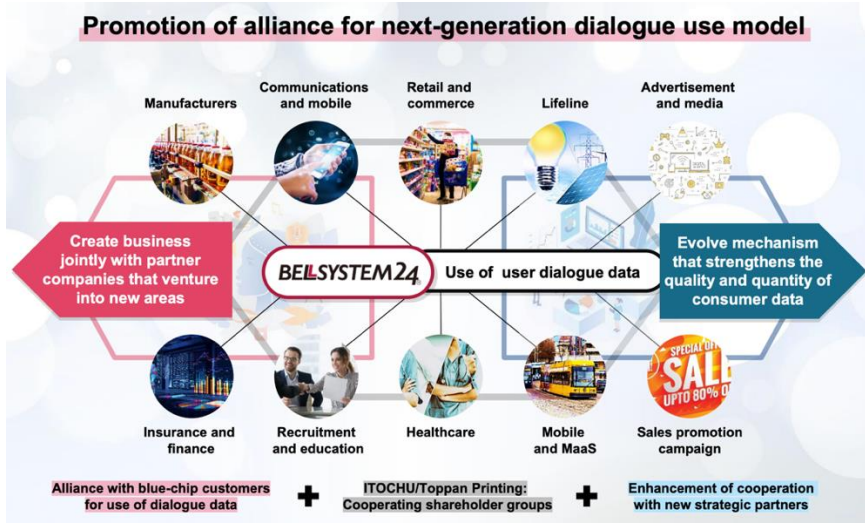 Promotion of alliance for next-generation dialogue use model
Manufacturers
Communications
and mobile
Retail and
commerce
Lifeline
Advertisement
and media
Create business
jointly with partner
companies that venture
into new areas
BELLSYSTEM24
Use of user dialogue data
Evolve mechanism
that strengthens the
quality and quantity of
consumer data
SPECIAL
SALE
UPTO 80%
Insurance and
finance
Recruitment
and education
Healthcare
Mobile
and MaaS
Sales promotion
campaign
Alliance with blue-chip customers
for use of dialogue data
+
ITOCHU/Toppan Printing:
Cooperating shareholder groups
+
Enhancement of cooperation
with new strategic partners